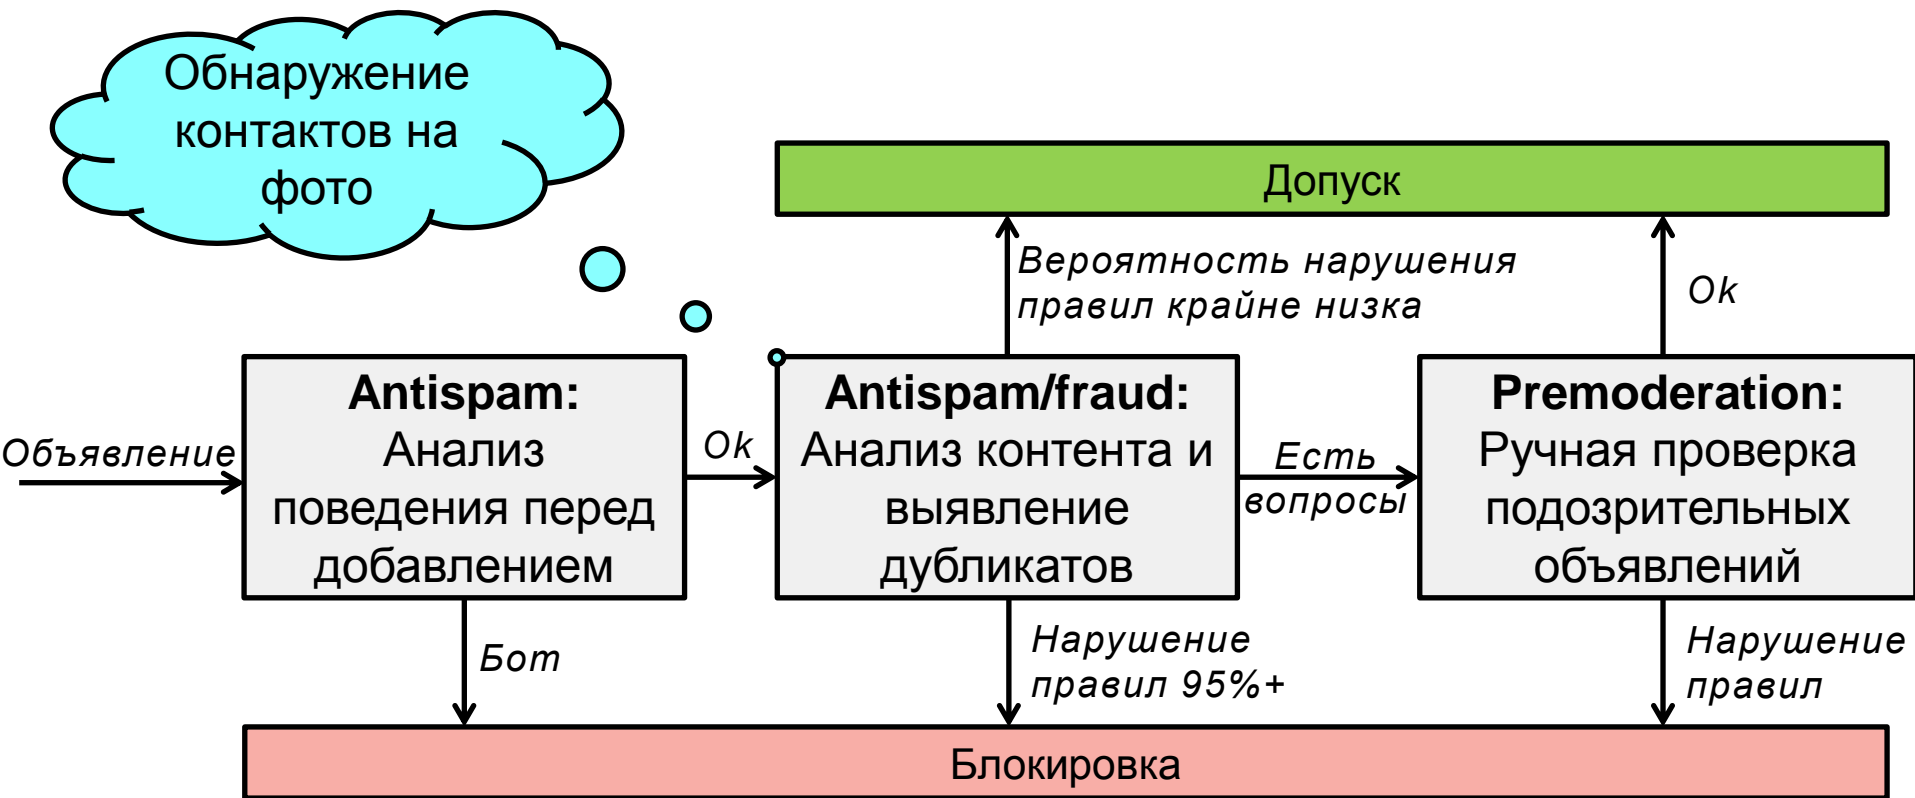 Обнаружение
контактов на
фото
Допуск
Вероятность нарушения
правил крайне низка
Ok
Объявление
Antispam:
Анализ
поведения перед
добавлением
Ok
Antispam/fraud:
Анализ контента и
выявление
дубликатов
Есть
вопросы
Premoderation:
Ручная проверка
подозрительных
объявлений
Бот
Нарушение
правил 95%+
Нарушение
правил
Блокировка